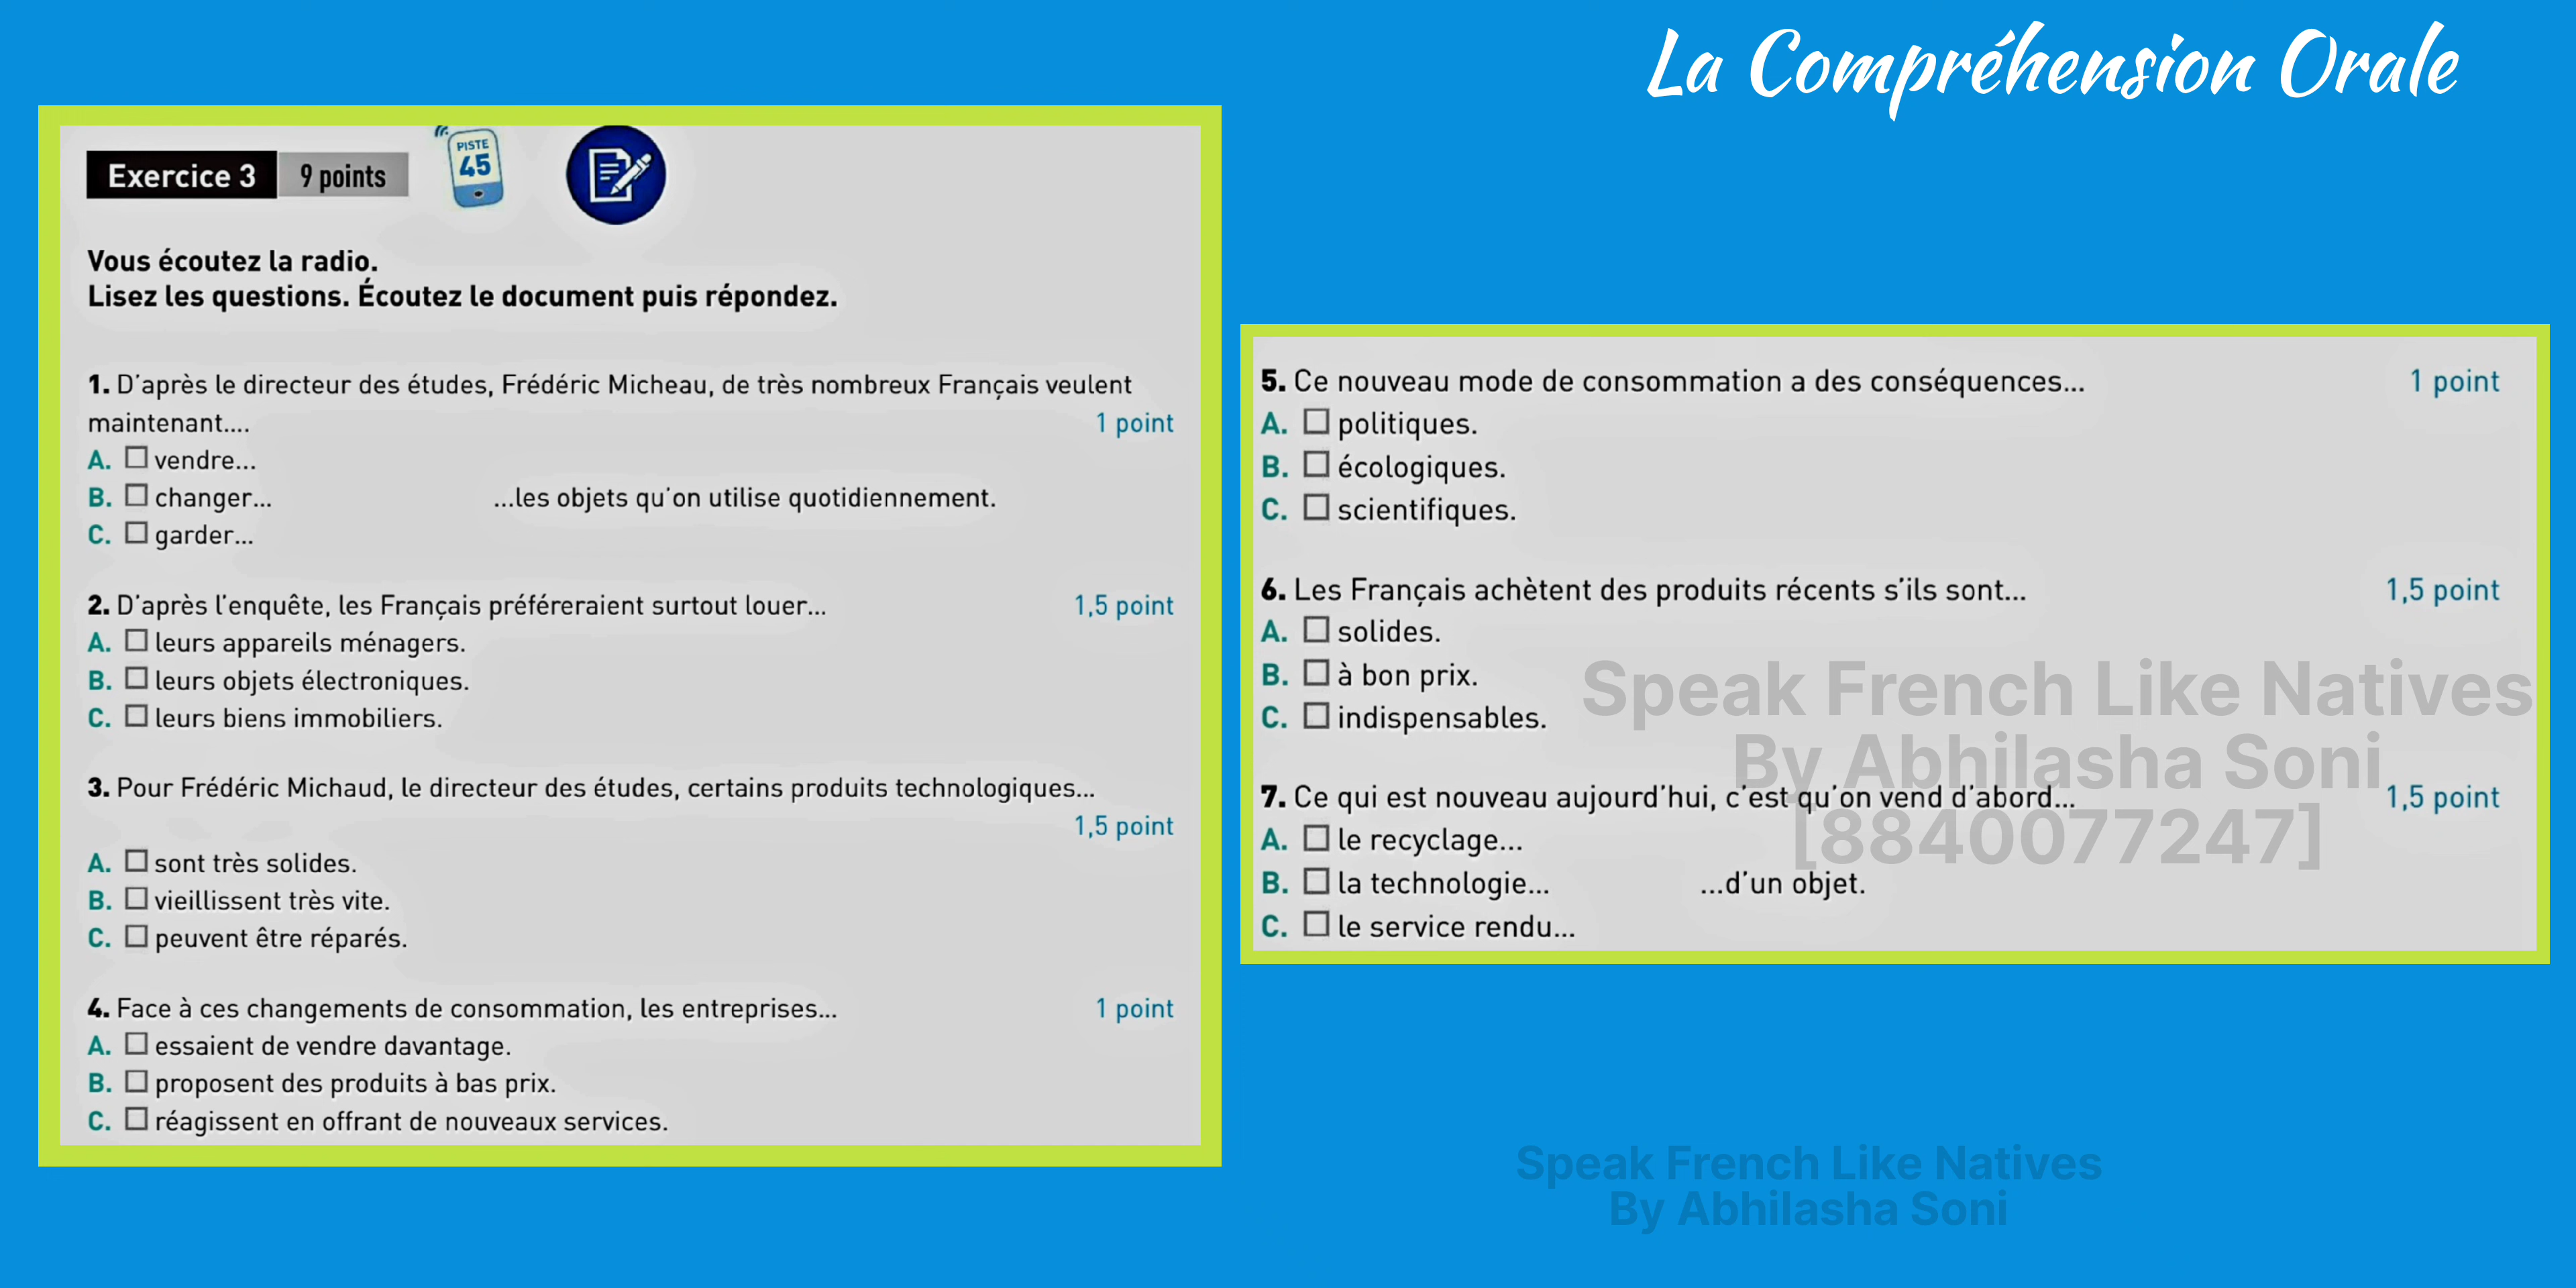 La Compréhension Orale
Exercice 3
9 points
PISTE
45
Vous écoutez la radio.
Lisez les questions. Écoutez le document puis répondez.
1. D'après le directeur des études, Frédéric Micheau, de très nombreux Français veulent
maintenant.... 1 point
A. ☐ vendre...
B. ☐ changer... ...les objets qu'on utilise quotidiennement.
C. ☐ garder...
2. D'après l'enquête, les Français préféreraient surtout louer... 1,5 point
A. ☐ leurs appareils ménagers.
B. ☐ leurs objets électroniques.
C. ☐ leurs biens immobiliers.
3. Pour Frédéric Michaud, le directeur des études, certains produits technologiques...
1,5 point
A. ☐ sont très solides.
B. ☐ vieillissent très vite.
C. ☐ peuvent être réparés.
4. Face à ces changements de consommation, les entreprises... 1 point
A. ☐ essaient de vendre davantage.
B. ☐ proposent des produits à bas prix.
C. ☐ réagissent en offrant de nouveaux services.
5. Ce nouveau mode de consommation a des conséquences... 1 point
A. ☐ politiques.
B. ☐ écologiques.
C. ☐ scientifiques.
6. Les Français achètent des produits récents s'ils sont... 1,5 point
A. ☐ solides.
B. ☐ à bon prix.
C. ☐ indispensables.
7. Ce qui est nouveau aujourd'hui, c'est qu'on vend d'abord... 1,5 point
A. ☐ le recyclage...
B. ☐ la technologie... ...d'un objet.
C. ☐ le service rendu...
Speak French Like Natives
By Abhilasha Soni
[8840077247]
Speak French Like Natives
By Abhilasha Soni